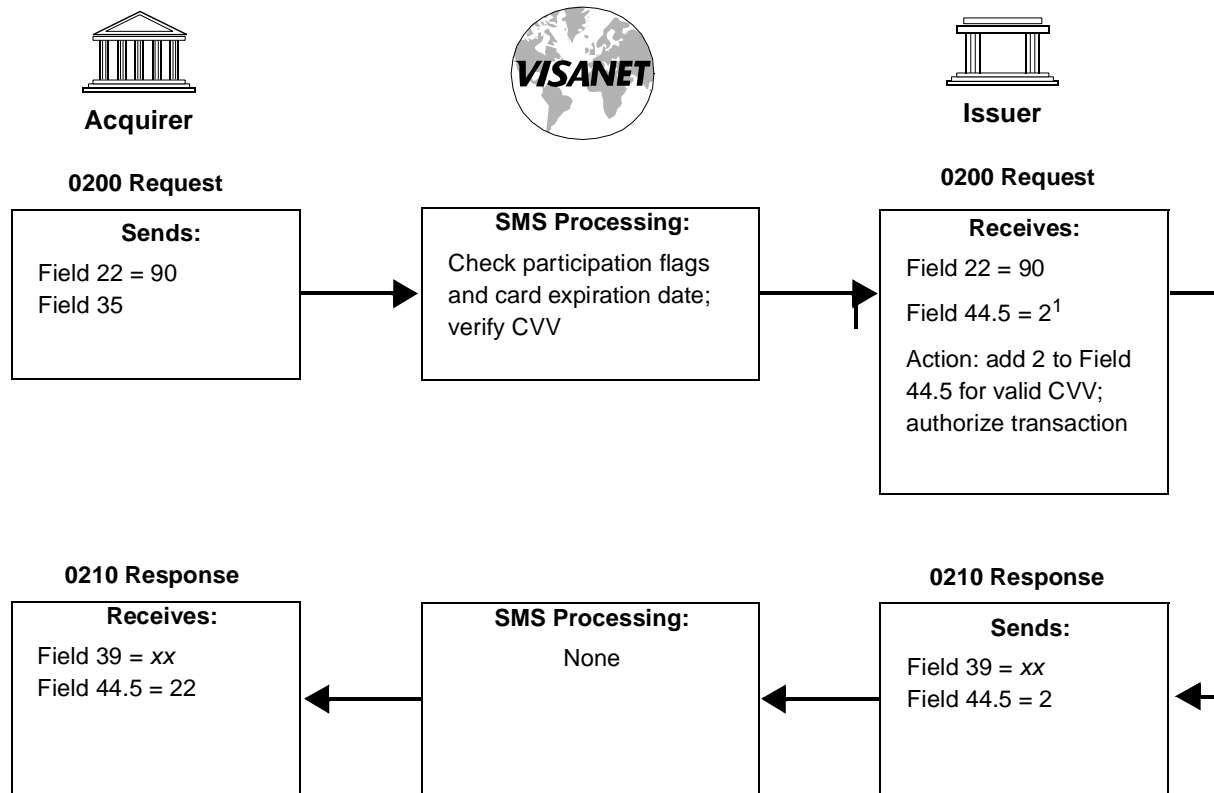 VISANET
Acquirer
Issuer
0200 Request
0200 Request
Sends:
Field 22 = 90
Field 35
SMS Processing:
Check participation flags
and card expiration date;
verify CVV
Receives:
Field 22 = 90
Field 44.5 = 2¹
Action: add 2 to Field
44.5 for valid CVV;
authorize transaction
0210 Response
0210 Response
Receives:
Field 39 = xx
Field 44.5 = 22
SMS Processing:
None
Sends:
Field 39 = xx
Field 44.5 = 2